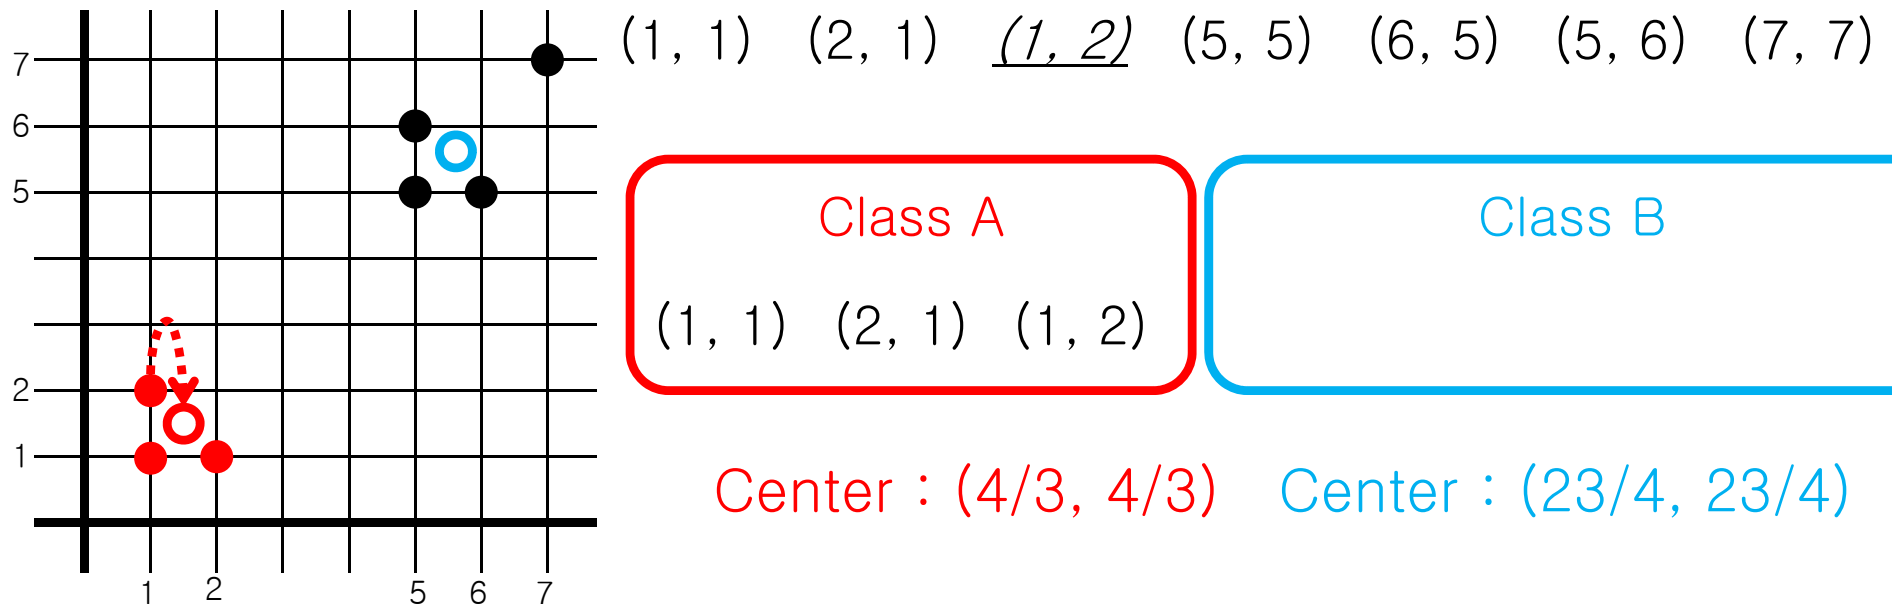 (1, 1) (2, 1) (1, 2) (5, 5) (6, 5) (5, 6) (7, 7)
7
6
5
2
1
1 2 5 6 7
Class A
(1, 1) (2, 1) (1, 2)
Class B
Center : (4/3, 4/3)
Center : (23/4, 23/4)